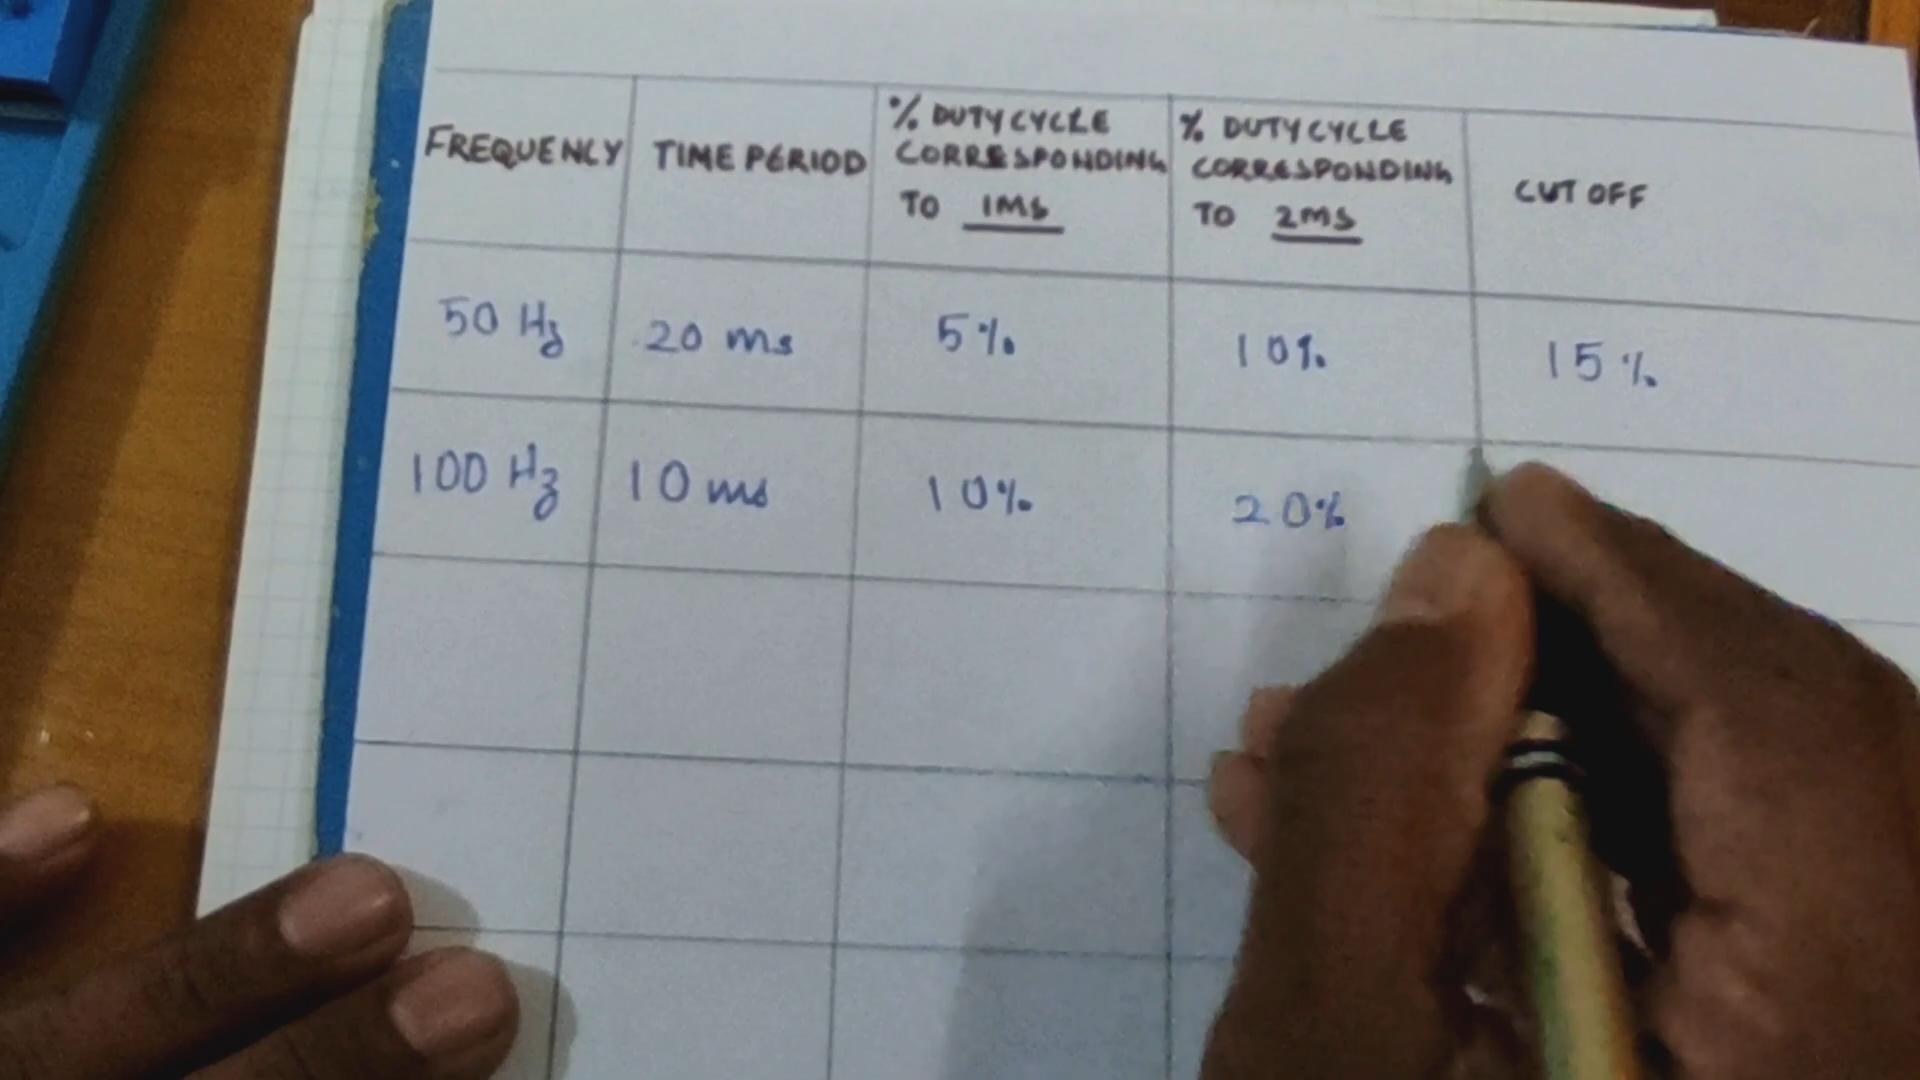 FREQUENCY
TIME PERIOD
% DUTY CYCLE
CORRESPONDING
TO 1MS
% DUTY CYCLE
CORRESPONDING
TO 2MS
CUT OFF
50 Hz
20 ms
5%
10%
15%
100 Hz
10 ms
10%
20%